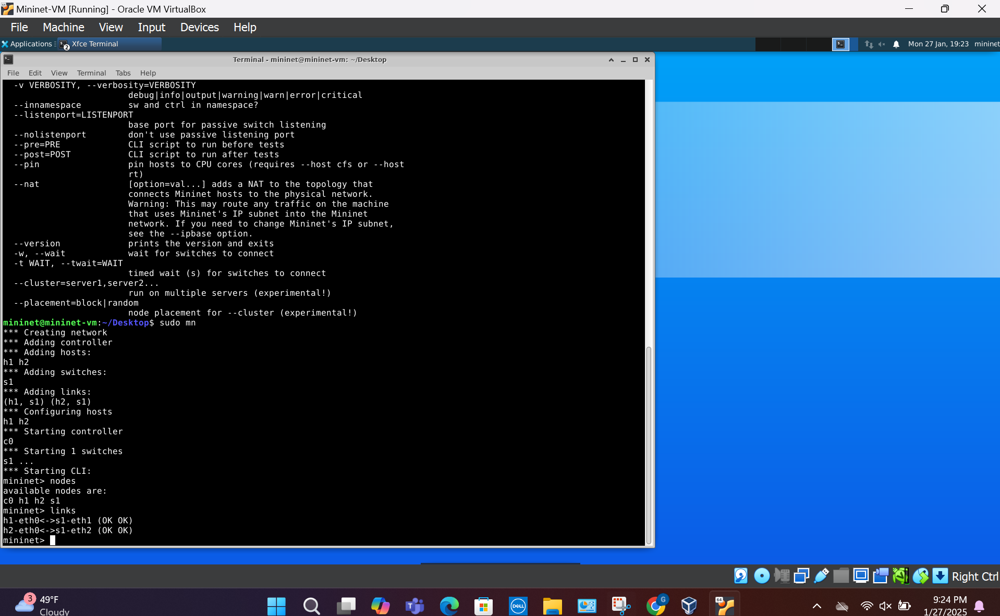 Mininet-VM [Running] - Oracle VM VirtualBox
File Machine View Input Devices Help
Applications 2 Xfce Terminal Mon 27 Jan, 19:23 mininet
Terminal - mininet@mininet-vm: ~/Desktop
File Edit View Terminal Tabs Help
-v VERBOSITY, --verbosity=VERBOSITY
debug|info|output|warning|warn|error|critical
--innamespace sw and ctrl in namespace?
--listenport=LISTENPORT
base port for passive switch listening
--nolistenport don't use passive listening port
--pre=PRE CLI script to run before tests
--post=POST CLI script to run after tests
--pin pin hosts to CPU cores (requires --host cfs or --host
rt)
--nat [option=val...] adds a NAT to the topology that
connects Mininet hosts to the physical network.
Warning: This may route any traffic on the machine
that uses Mininet's IP subnet into the Mininet
network. If you need to change Mininet's IP subnet,
see the --ipbase option.
--version prints the version and exits
-w, --wait wait for switches to connect
-t WAIT, --twait=WAIT
timed wait (s) for switches to connect
--cluster=server1,server2...
run on multiple servers (experimental!)
--placement=block|random
node placement for --cluster (experimental!)
mininet@mininet-vm:~/Desktop$ sudo mn
*** Creating network
*** Adding controller
*** Adding hosts:
h1 h2
*** Adding switches:
s1
*** Adding links:
(h1, s1) (h2, s1)
*** Configuring hosts
h1 h2
*** Starting controller
c0
*** Starting 1 switches
s1 ...
*** Starting CLI:
mininet> nodes
available nodes are:
c0 h1 h2 s1
mininet> links
h1-eth0<->s1-eth1 (OK OK)
h2-eth0<->s1-eth2 (OK OK)
mininet>
Right Ctrl
3 49°F
Cloudy
DELL
G
64
9:24 PM
1/27/2025